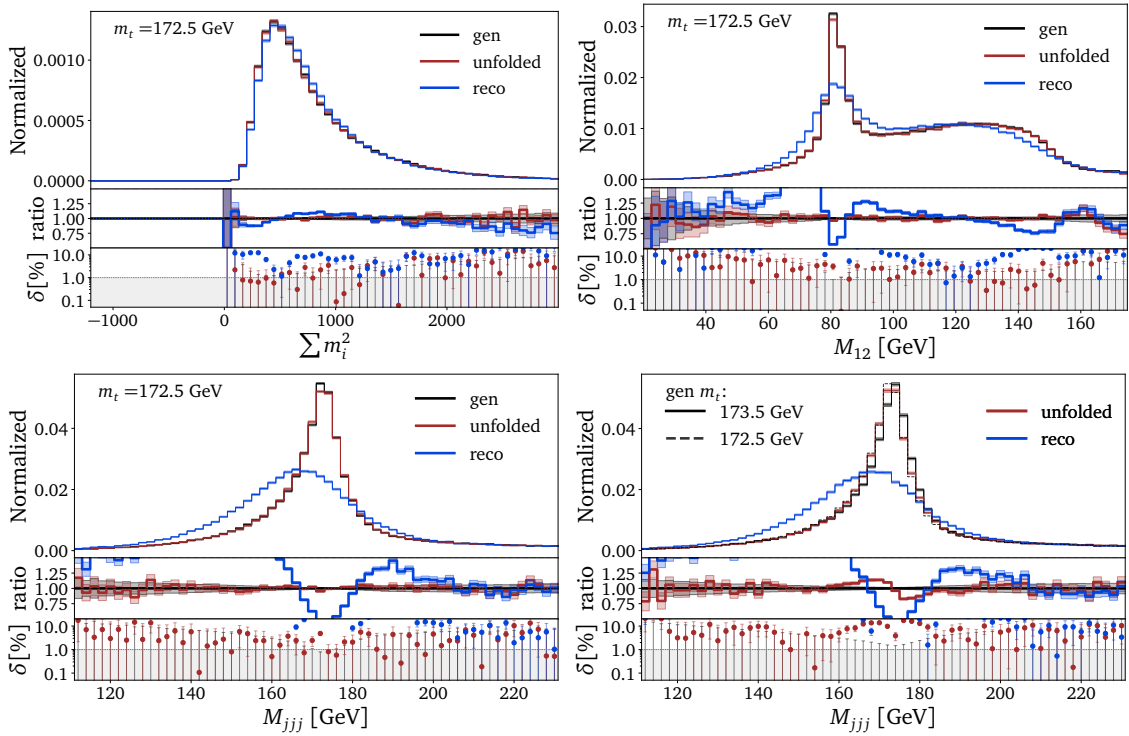 m_t =172.5 GeV
gen
unfolded
reco
Normalized
0.0010
0.0005
0.0000
ratio
1.25
1.00
0.75
δ[%]
10.0
1.0
0.1
−1000 0 1000 2000
∑ m_i^2
m_t =172.5 GeV
gen
unfolded
reco
Normalized
0.03
0.02
0.01
0.00
ratio
1.25
1.00
0.75
δ[%]
10.0
1.0
0.1
40 60 80 100 120 140 160
M_{12} [GeV]
m_t =172.5 GeV
gen
unfolded
reco
Normalized
0.04
0.02
0.00
ratio
1.25
1.00
0.75
δ[%]
10.0
1.0
0.1
120 140 160 180 200 220
M_{jjj} [GeV]
gen m_t:
173.5 GeV
172.5 GeV
unfolded
reco
Normalized
0.04
0.02
0.00
ratio
1.25
1.00
0.75
δ[%]
10.0
1.0
0.1
120 140 160 180 200 220
M_{jjj} [GeV]